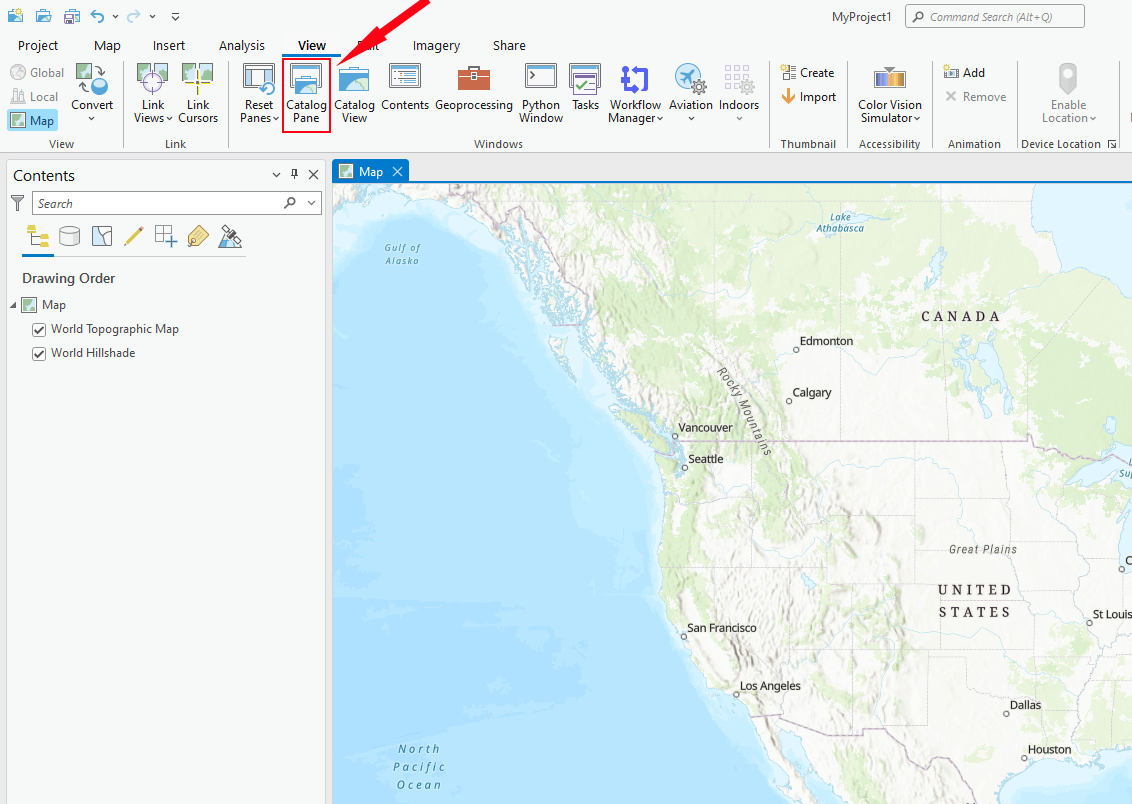 MyProject1
Command Search (Alt+Q)
Project Map Insert Analysis View Imagery Share
Global
Local
Map
Convert
Link Views
Link Cursors
Reset Panes
Catalog Pane
Catalog View
Contents
Geoprocessing
Python Window
Tasks
Workflow Manager
Aviation
Indoors
Create
Import
Color Vision Simulator
Add
Remove
Enable Location
View Link Windows Thumbnail Accessibility Animation Device Location
Contents
Search
Drawing Order
Map
World Topographic Map
World Hillshade
Map
Gulf of
Alaska
Lake
Athabasca
CANADA
Edmonton
Calgary
Rocky Mountains
Vancouver
Seattle
Great Plains
UNITED
STATES
St Louis
San Francisco
Los Angeles
Dallas
Houston
North
Pacific
Ocean